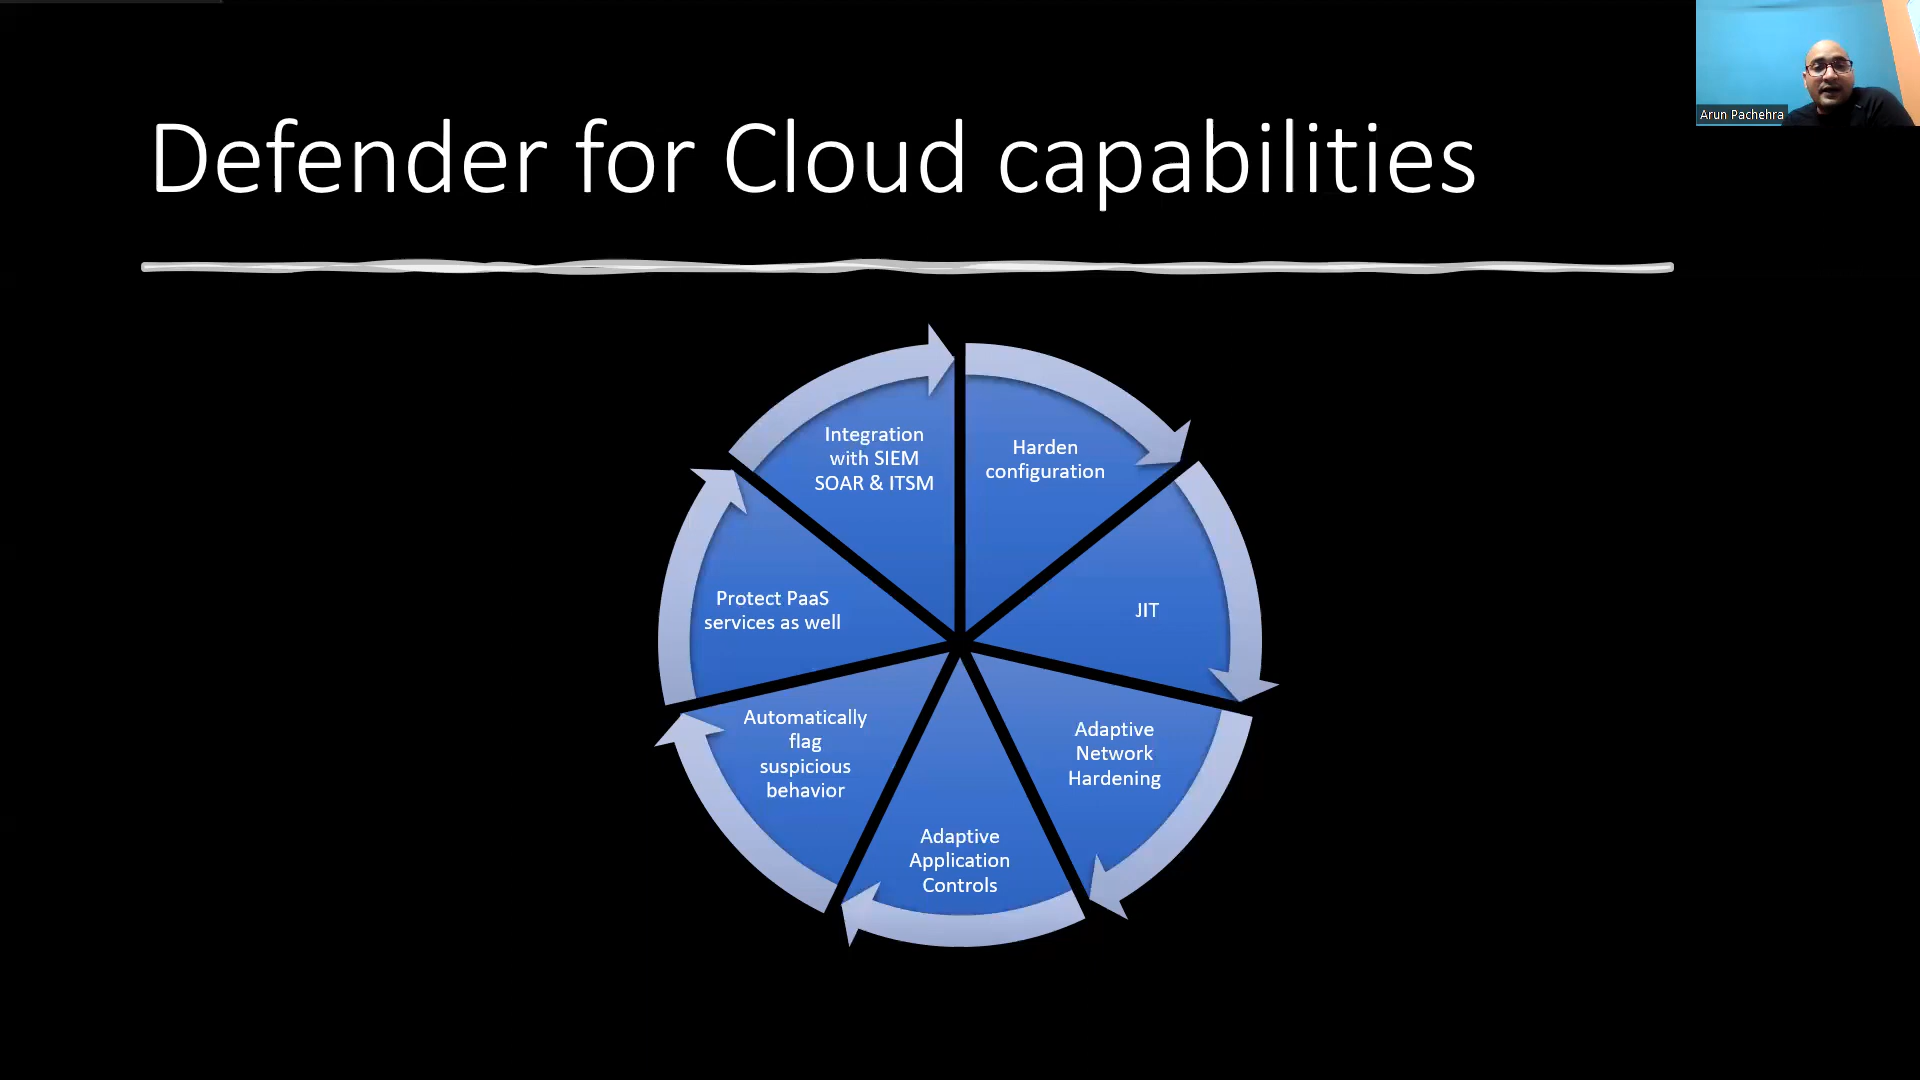 Defender for Cloud capabilities
Arun Pachehra
Harden
configuration
JIT
Adaptive
Network
Hardening
Adaptive
Application
Controls
Automatically
flag
suspicious
behavior
Protect PaaS
services as well
Integration
with SIEM
SOAR & ITSM